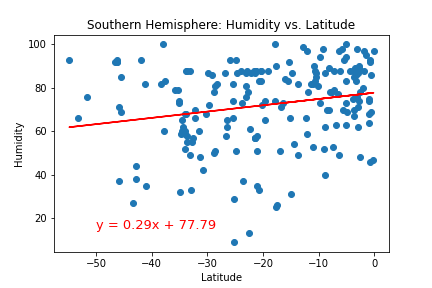 Southern Hemisphere: Humidity vs. Latitude
100
80
60
40
20
Humidity
y = 0.29x + 77.79
−50 −40 −30 −20 −10 0
Latitude